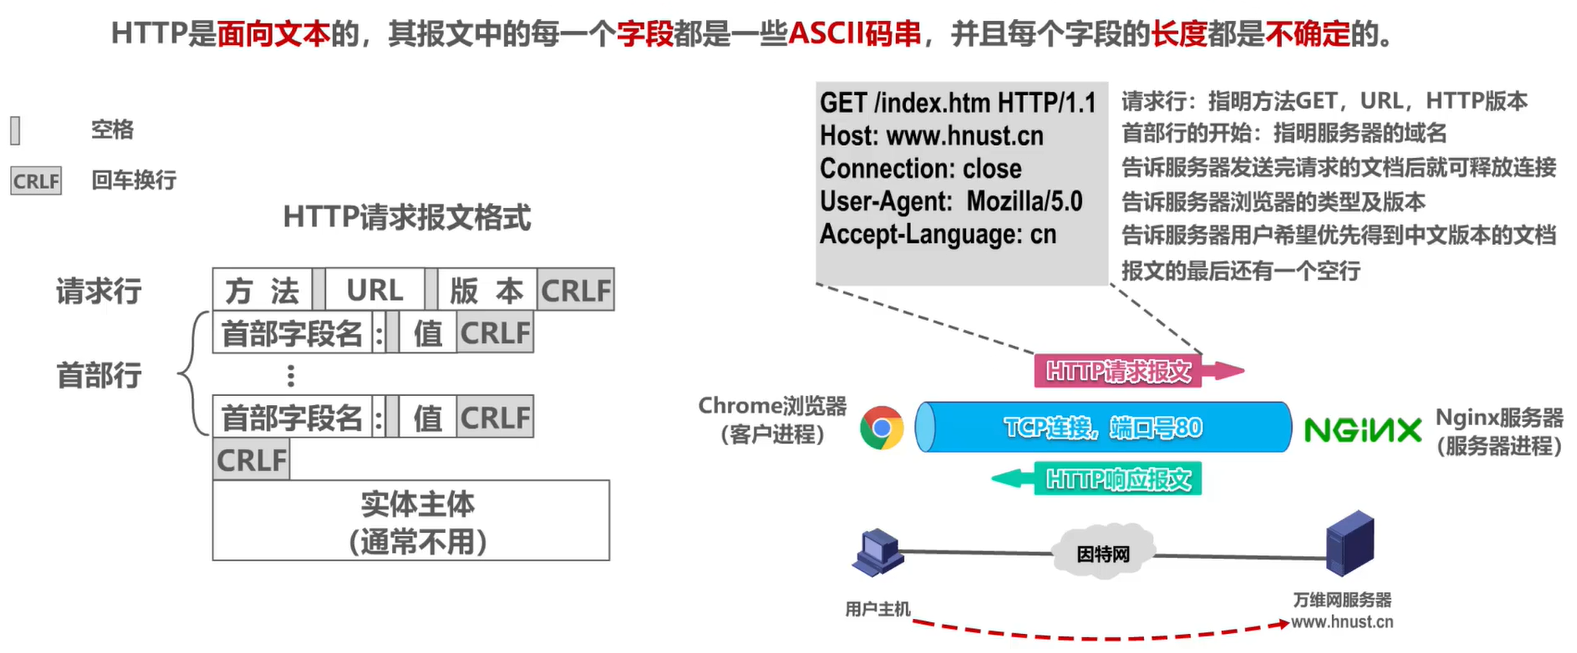 HTTP是面向文本的，其报文中的每一个字段都是一些ASCII码串，并且每个字段的长度都是不确定的。
空格
CRLF 回车换行
HTTP请求报文格式
请求行 方 法 URL 版 本 CRLF
首部字段名 : 值 CRLF
首部行 ⋮
首部字段名 : 值 CRLF
CRLF
实体主体
（通常不用）
GET /index.htm HTTP/1.1 请求行：指明方法GET，URL，HTTP版本
Host: www.hnust.cn 首部行的开始：指明服务器的域名
Connection: close 告诉服务器发送完请求的文档后就可释放连接
User-Agent: Mozilla/5.0 告诉服务器浏览器的类型及版本
Accept-Language: cn 告诉服务器用户希望优先得到中文版本的文档
报文的最后还有一个空行
HTTP请求报文
Chrome浏览器
（客户进程）
TCP连接，端口号80
NGINX
Nginx服务器
（服务器进程）
HTTP响应报文
因特网
用户主机
万维网服务器
www.hnust.cn